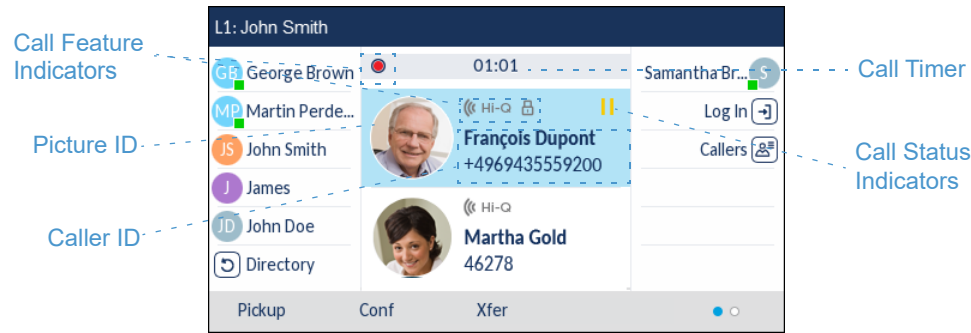 L1: John Smith
Call Feature
Indicators
Picture ID
Caller ID
GB George Brown
MP Martin Perde...
JS John Smith
J James
JD John Doe
Directory
01:01
Hi-Q
François Dupont
+4969435559200
Hi-Q
Martha Gold
46278
Samantha Br... S
Log In
Callers
Call Timer
Call Status
Indicators
Pickup Conf Xfer